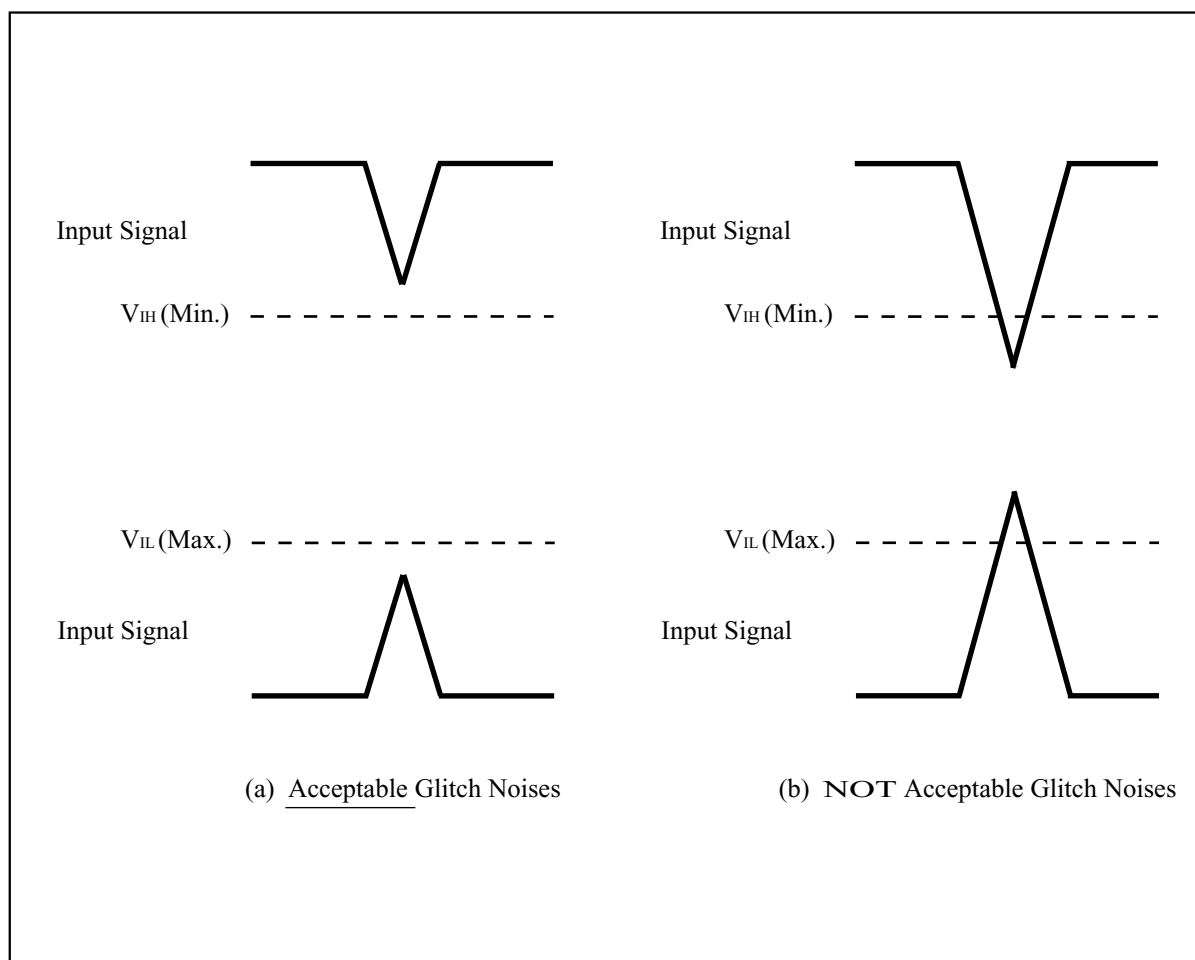 Input Signal
VIH (Min.)
VIL (Max.)
Input Signal
(a) Acceptable Glitch Noises
Input Signal
VIH (Min.)
VIL (Max.)
Input Signal
(b) NOT Acceptable Glitch Noises